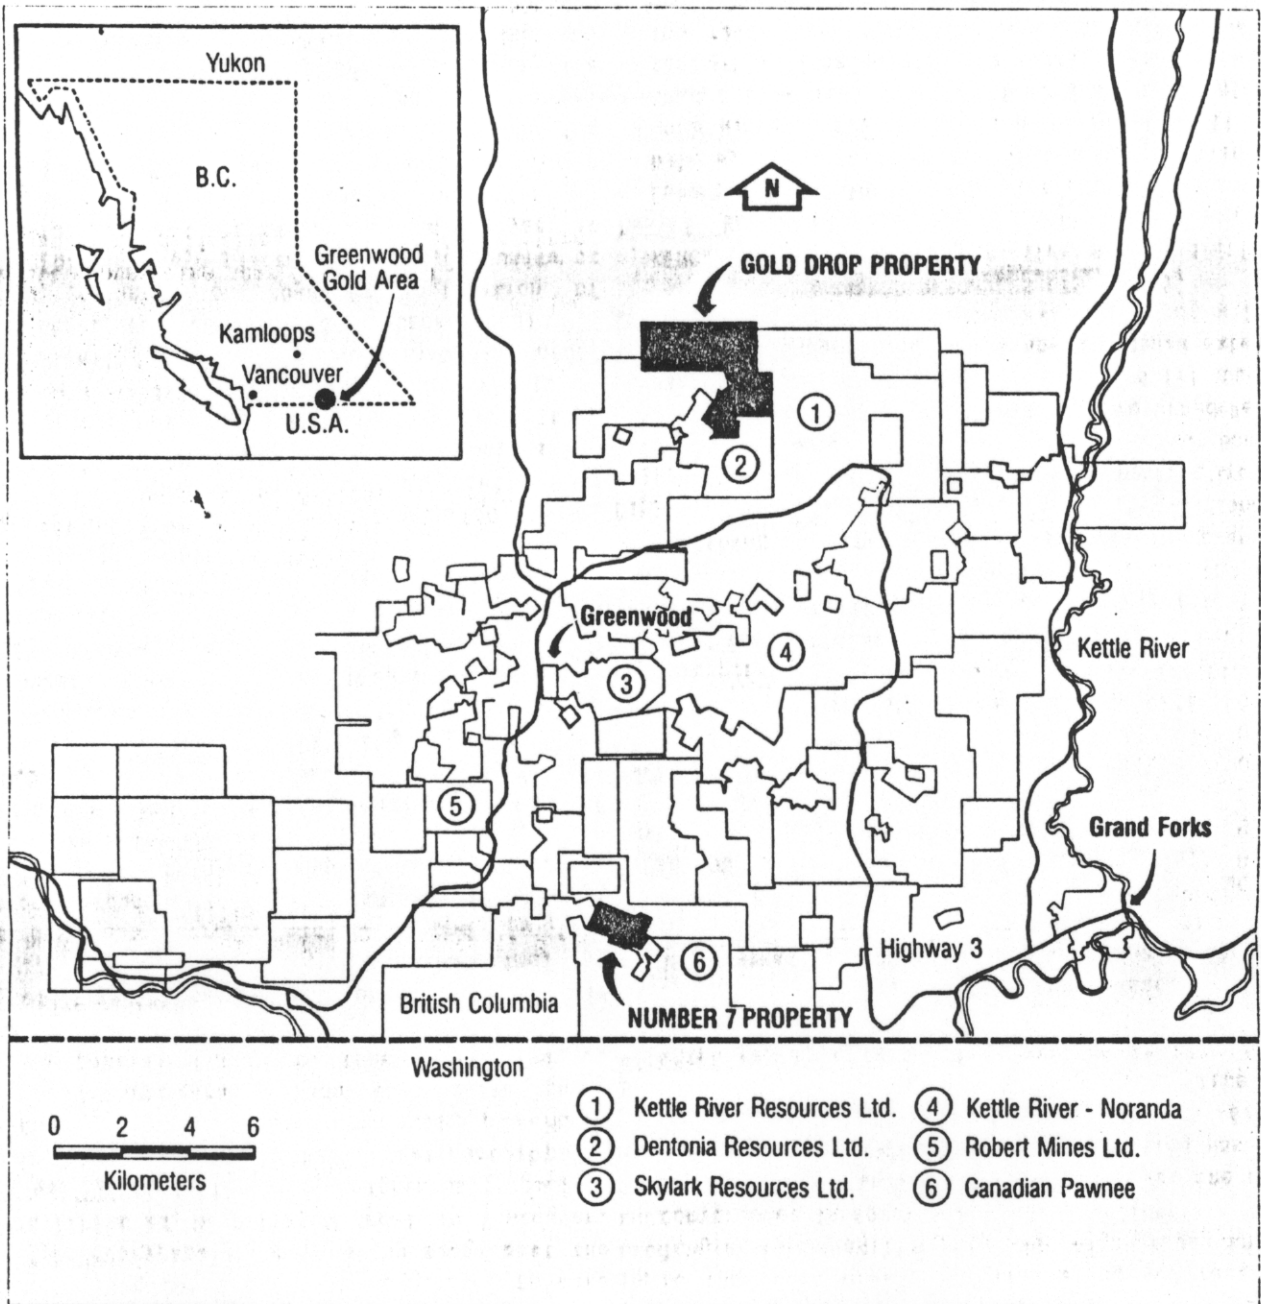 Yukon
B.C.
Greenwood
Gold Area
Kamloops
Vancouver
U.S.A.
N
GOLD DROP PROPERTY
1
2
Greenwood
3
4
Kettle River
5
Grand Forks
Highway 3
6
British Columbia
NUMBER 7 PROPERTY
Washington
0 2 4 6
Kilometers
1 Kettle River Resources Ltd.
2 Dentonia Resources Ltd.
3 Skylark Resources Ltd.
4 Kettle River - Noranda
5 Robert Mines Ltd.
6 Canadian Pawnee